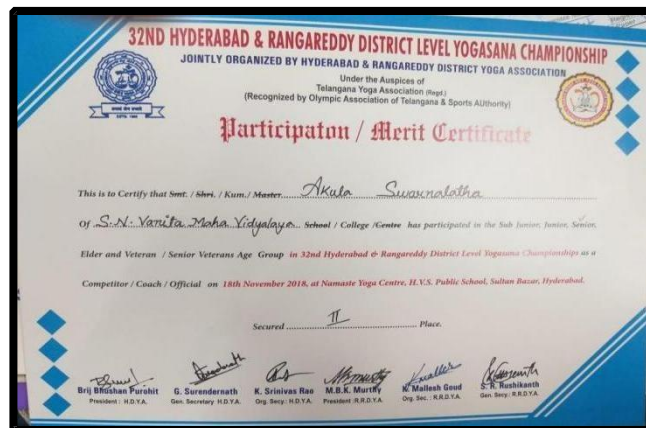 32ND HYDERABAD & RANGAREDDY DISTRICT LEVEL YOGASANA CHAMPIONSHIP
JOINTLY ORGANIZED BY HYDERABAD & RANGAREDDY DISTRICT YOGA ASSOCIATION
Under the Auspices of
Telangana Yoga Association (Regd.)
(Recognized by Olympic Association of Telangana & Sports AUthority)
Participaton / Merit Certificate
This is to Certify that Smt. / Shri. / Kum./ Master Akula Swarnalatha
Of S.N. Vanita Maha Vidyalaya School / College /Centre has participated in the Sub Junior, Junior, Senior,
Elder and Veteran / Senior Veterans Age Group in 32nd Hyderabad & Rangareddy District Level Yogasana Championships as a
Competitor / Coach / Official on 18th November 2018, at Namaste Yoga Centre, H.V.S. Public School, Sultan Bazar, Hyderabad.
Secured II Place.
Brij Bhushan Purohit G. Surendernath K. Srinivas Rao M.B.K. Murthy K. Mallesh Goud S. R. Rushikanth
President : H.D.Y.A. Gen. Secretary H.D.Y.A. Org. Secy.: H.D.Y.A. President :R.R.D.Y.A. Org. Sec. : R.R.D.Y.A. Gen. Secy.: R.R.D.Y.A.